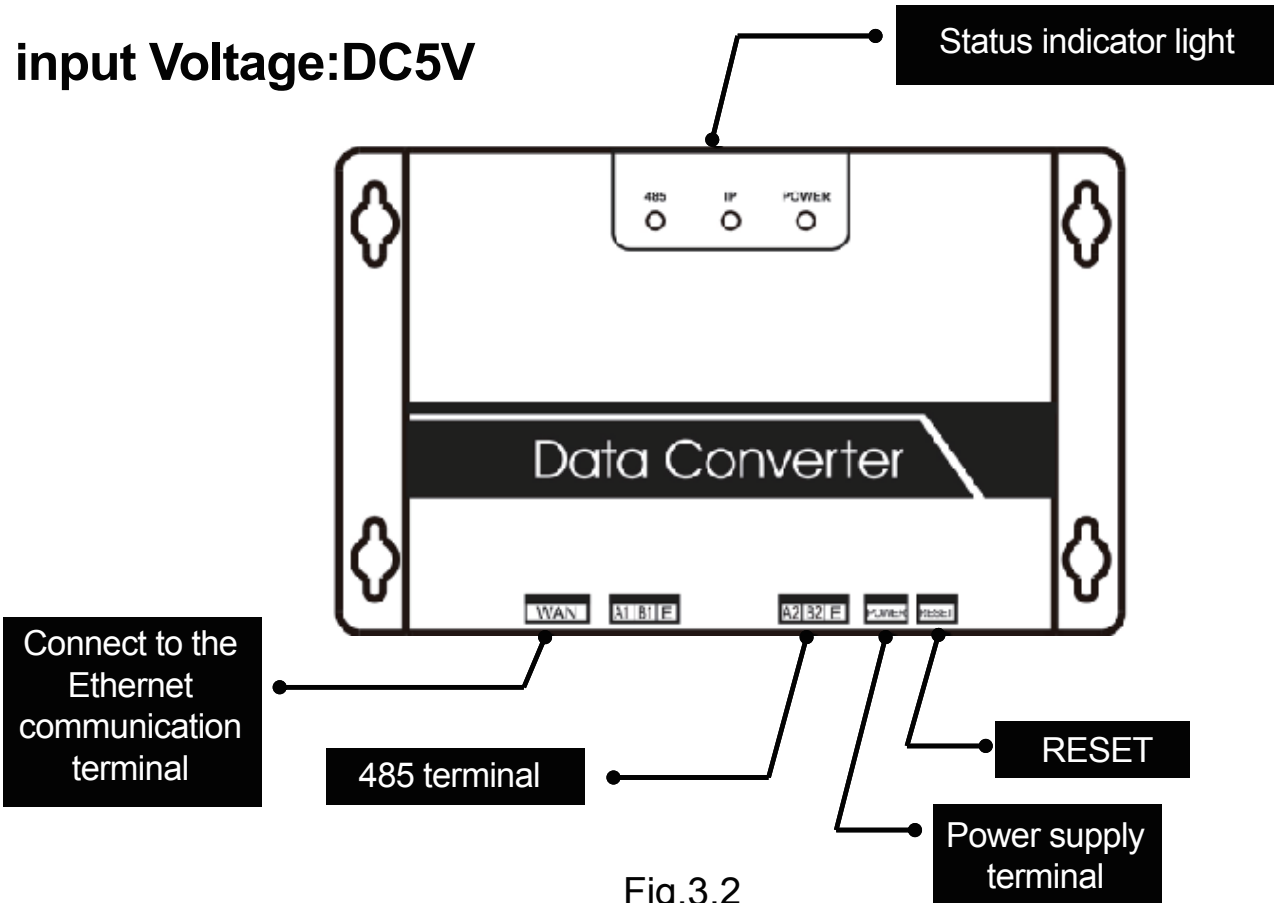 input Voltage:DC5V
Status indicator light
485 IP POWER
Data Converter
WAN A1 B1 E A2 B2 E POWER RESET
Connect to the
Ethernet
communication
terminal
485 terminal
RESET
Power supply
terminal
Fig.3.2